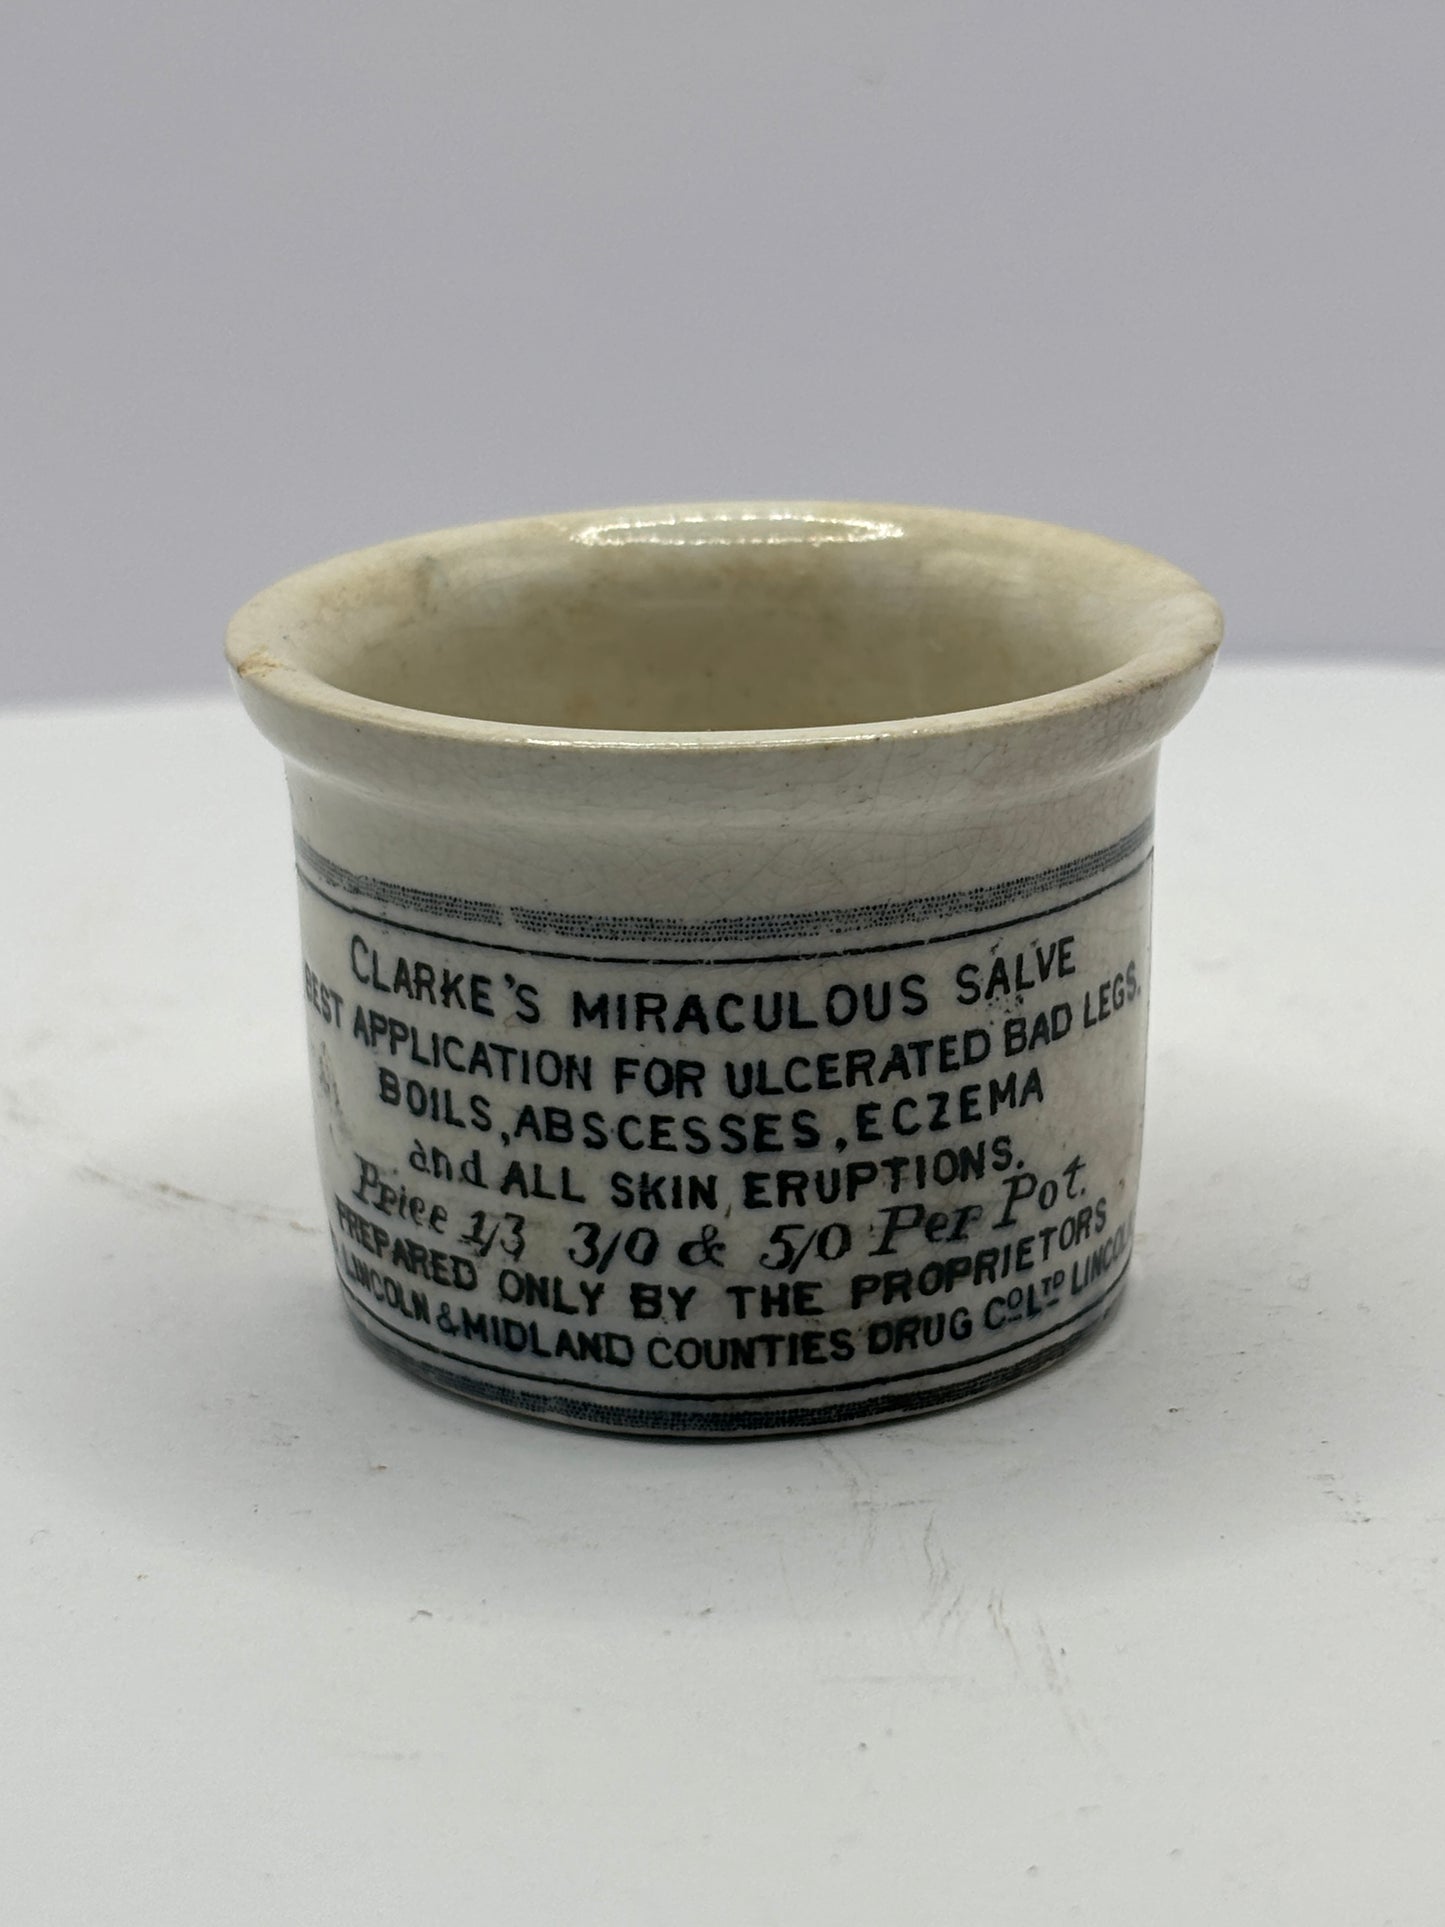 CLARKE'S MIRACULOUS SALVE
BEST APPLICATION FOR ULCERATED BAD LEGS.
BOILS, ABSCESSES, ECZEMA
and ALL SKIN ERUPTIONS.
Price 1/3 3/0 & 5/0 Per Pot.
PREPARED ONLY BY THE PROPRIETORS
LINCOLN & MIDLAND COUNTIES DRUG Co LTD LINCOLN